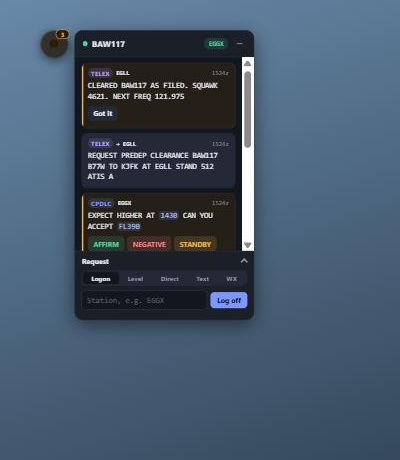 3
BAW117 EGGX –
TELEX EGLL 1524z
CLEARED BAW117 AS FILED. SQUAWK
4621. NEXT FREQ 121.975
Got it
TELEX → EGLL 1524z
REQUEST PREDEP CLEARANCE BAW117
B77W TO KJFK AT EGLL STAND 512
ATIS A
CPDLC EGGX 1524z
EXPECT HIGHER AT 1430 CAN YOU
ACCEPT FL390
AFFIRM NEGATIVE STANDBY
Request
Logon Level Direct Text WX
Station, e.g. EGGX Log off